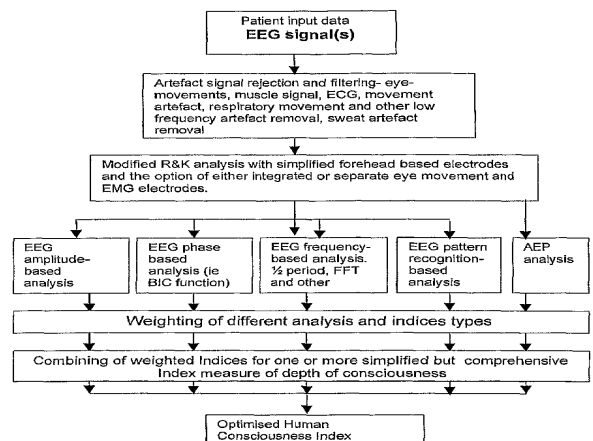 Patient input data
EEG signal(s)
Artefact signal rejection and filtering- eye-
movements, muscle signal, ECG, movement
artefact, respiratory movement and other low
frequency artefact removal, sweat artefact
removal
Modified R&K analysis with simplified forehead based electrodes
and the option of either integrated or separate eye movement and
EMG electrodes.
EEG
amplitude-
based
analysis
EEG phase
based
analysis (ie
BIC function)
EEG frequency-
based analysis.
½ period, FFT
and other
EEG pattern
recognition-
based
analysis
AEP
analysis
Weighting of different analysis and indices types
Combining of weighted Indices for one or more simplified but comprehensive
Index measure of depth of consciousness
Optimised Human
Consciousness Index